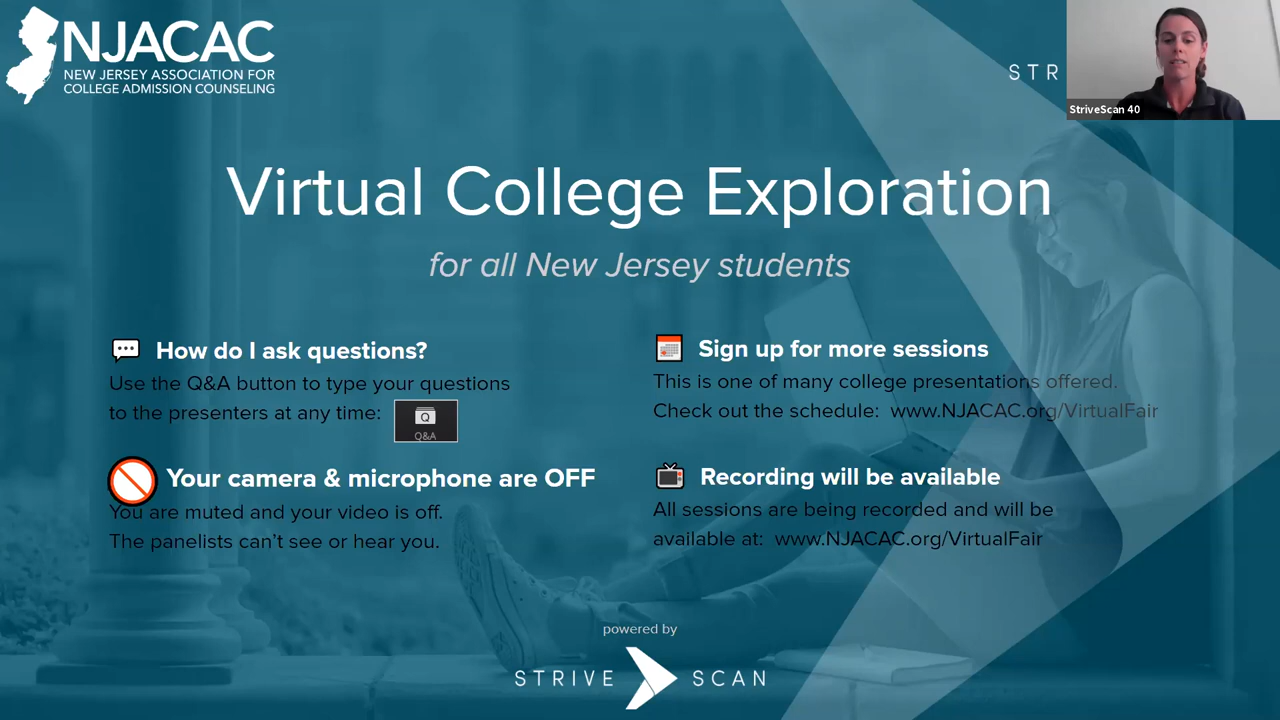 NJACAC
NEW JERSEY ASSOCIATION FOR
COLLEGE ADMISSION COUNSELING
STR
StriveScan 40
Virtual College Exploration
for all New Jersey students
How do I ask questions?
Use the Q&A button to type your questions
to the presenters at any time:
Q
Q&A
Your camera & microphone are OFF
You are muted and your video is off.
The panelists can't see or hear you.
Sign up for more sessions
This is one of many college presentations offered.
Check out the schedule: www.NJACAC.org/VirtualFair
Recording will be available
All sessions are being recorded and will be
available at: www.NJACAC.org/VirtualFair
powered by
STRIVE SCAN